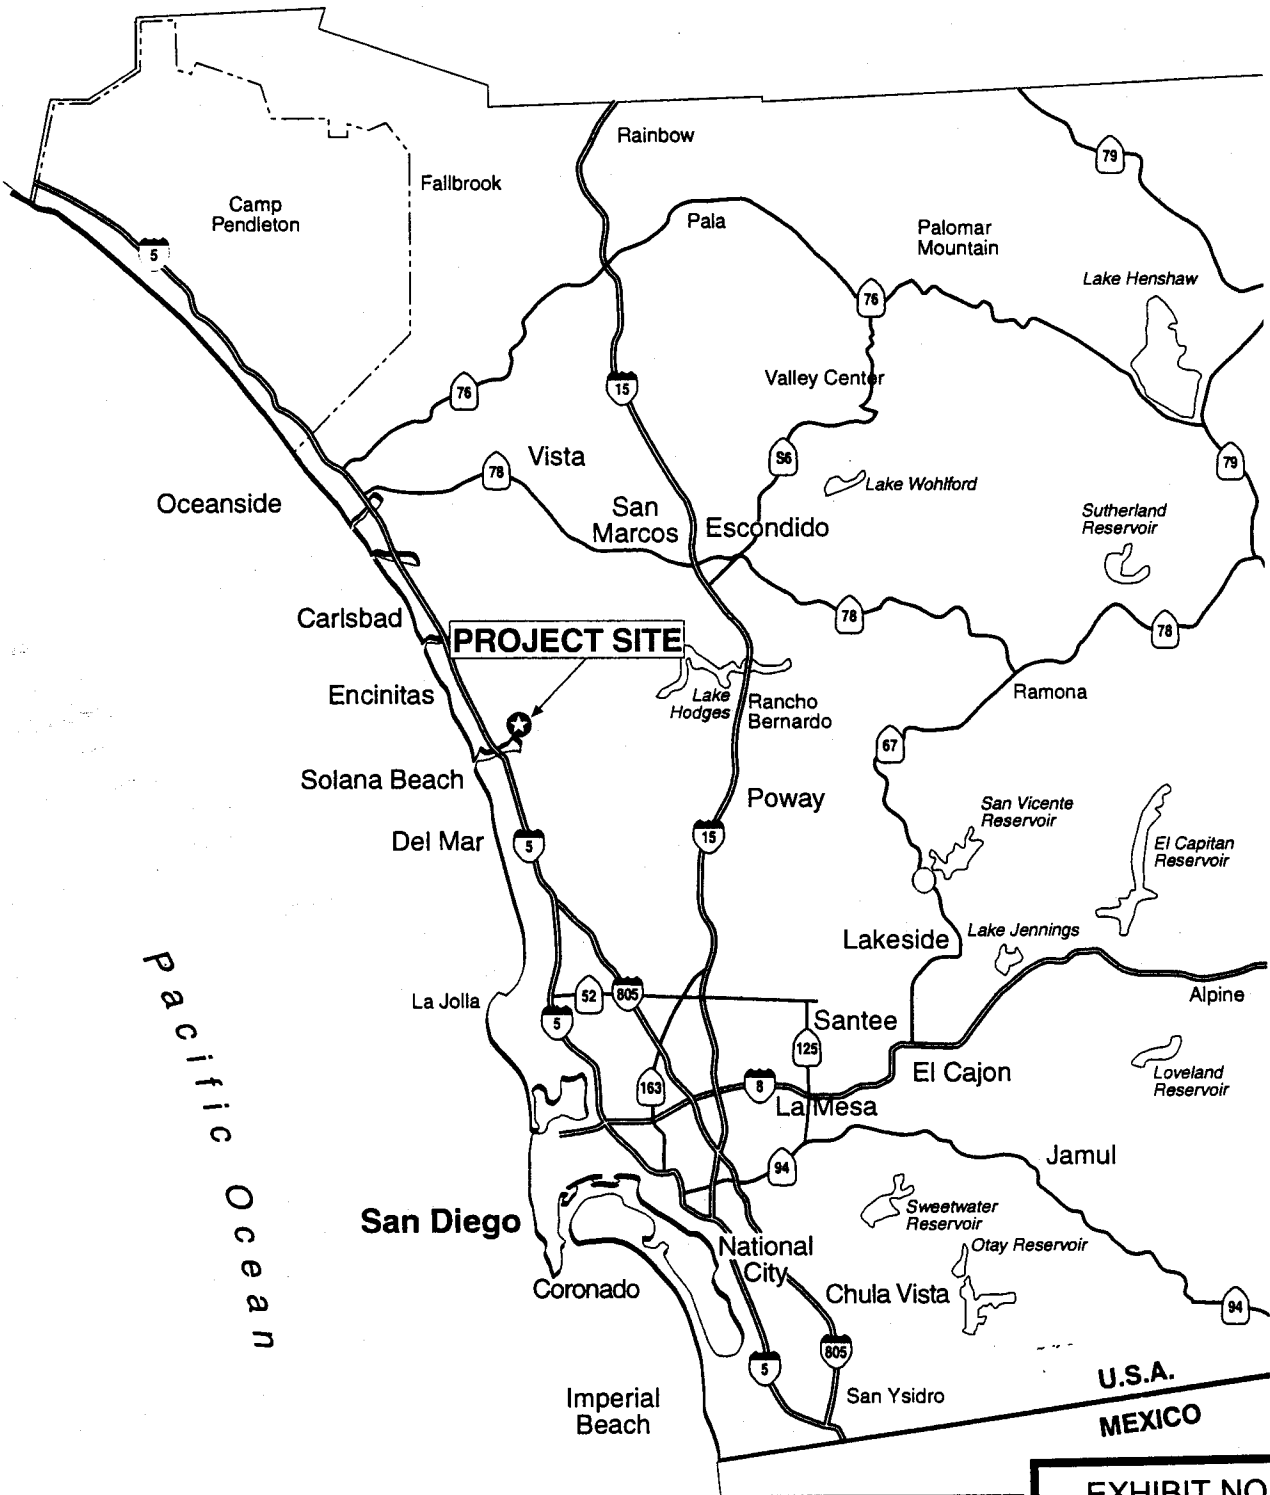 Rainbow
79
Fallbrook
Camp
Pendleton
Pala
Palomar
Mountain
5
Lake Henshaw
76
Valley Center
76
15
Vista
78
S6
79
Lake Wohlford
Oceanside
San
Marcos
Escondido
Sutherland
Reservoir
Carlsbad
78
78
PROJECT SITE
Encinitas
Lake
Hodges
Rancho
Bernardo
Ramona
67
Solana Beach
Poway
San Vicente
Reservoir
Del Mar
5
15
El Capitan
Reservoir
Lakeside
Lake Jennings
Pacific Ocean
La Jolla
52
805
Alpine
5
Santee
125
163
8
El Cajon
Loveland
Reservoir
La Mesa
Jamul
94
San Diego
Sweetwater
Reservoir
National
City
Otay Reservoir
Coronado
Chula Vista
94
805
5
U.S.A.
San Ysidro
Imperial
Beach
MEXICO
EXHIBIT NO